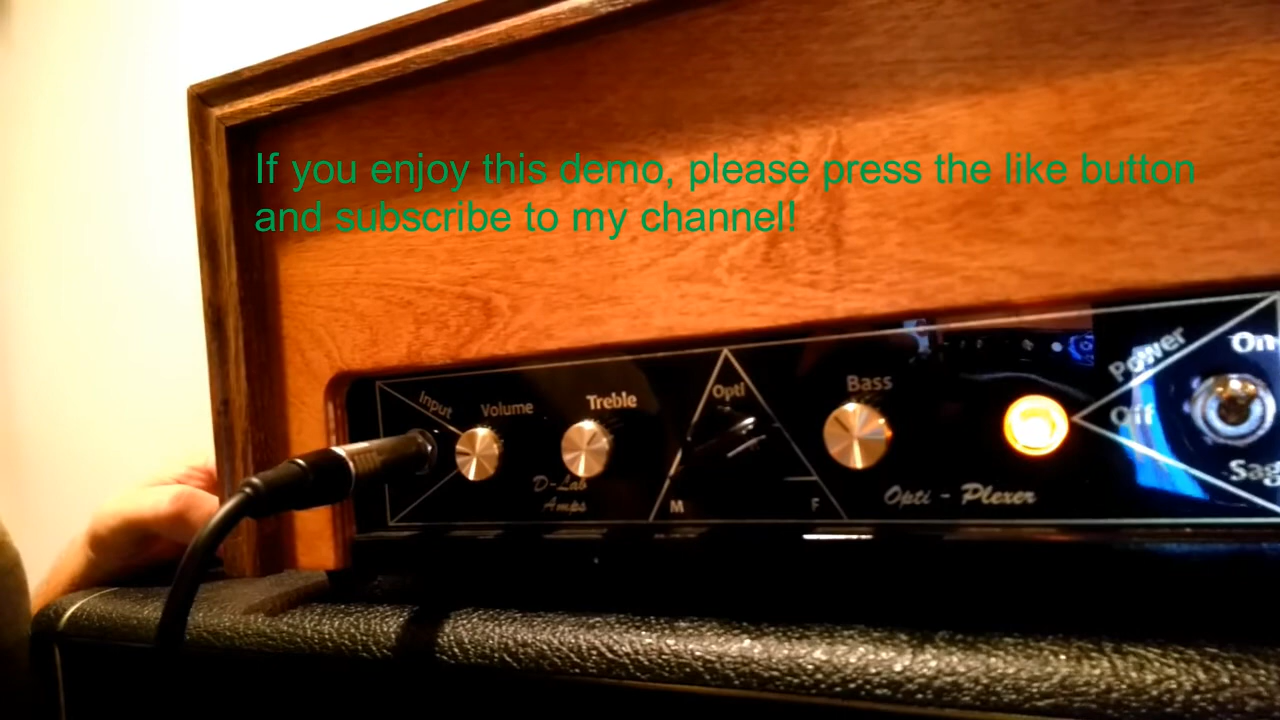 If you enjoy this demo, please press the like button
and subscribe to my channel!
Input
Volume
Treble
Opti
Bass
Power
On
Off
Sag
D-Lab
Amps
M
F
Opti - Plexer